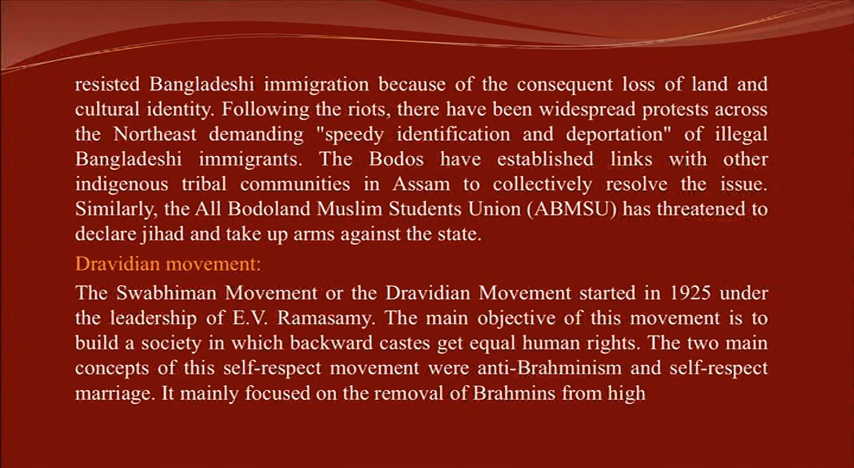 resisted Bangladeshi immigration because of the consequent loss of land and
cultural identity. Following the riots, there have been widespread protests across
the Northeast demanding "speedy identification and deportation" of illegal
Bangladeshi immigrants. The Bodos have established links with other
indigenous tribal communities in Assam to collectively resolve the issue.
Similarly, the All Bodoland Muslim Students Union (ABMSU) has threatened to
declare jihad and take up arms against the state.
Dravidian movement:
The Swabhiman Movement or the Dravidian Movement started in 1925 under
the leadership of E.V. Ramasamy. The main objective of this movement is to
build a society in which backward castes get equal human rights. The two main
concepts of this self-respect movement were anti-Brahminism and self-respect
marriage. It mainly focused on the removal of Brahmins from high